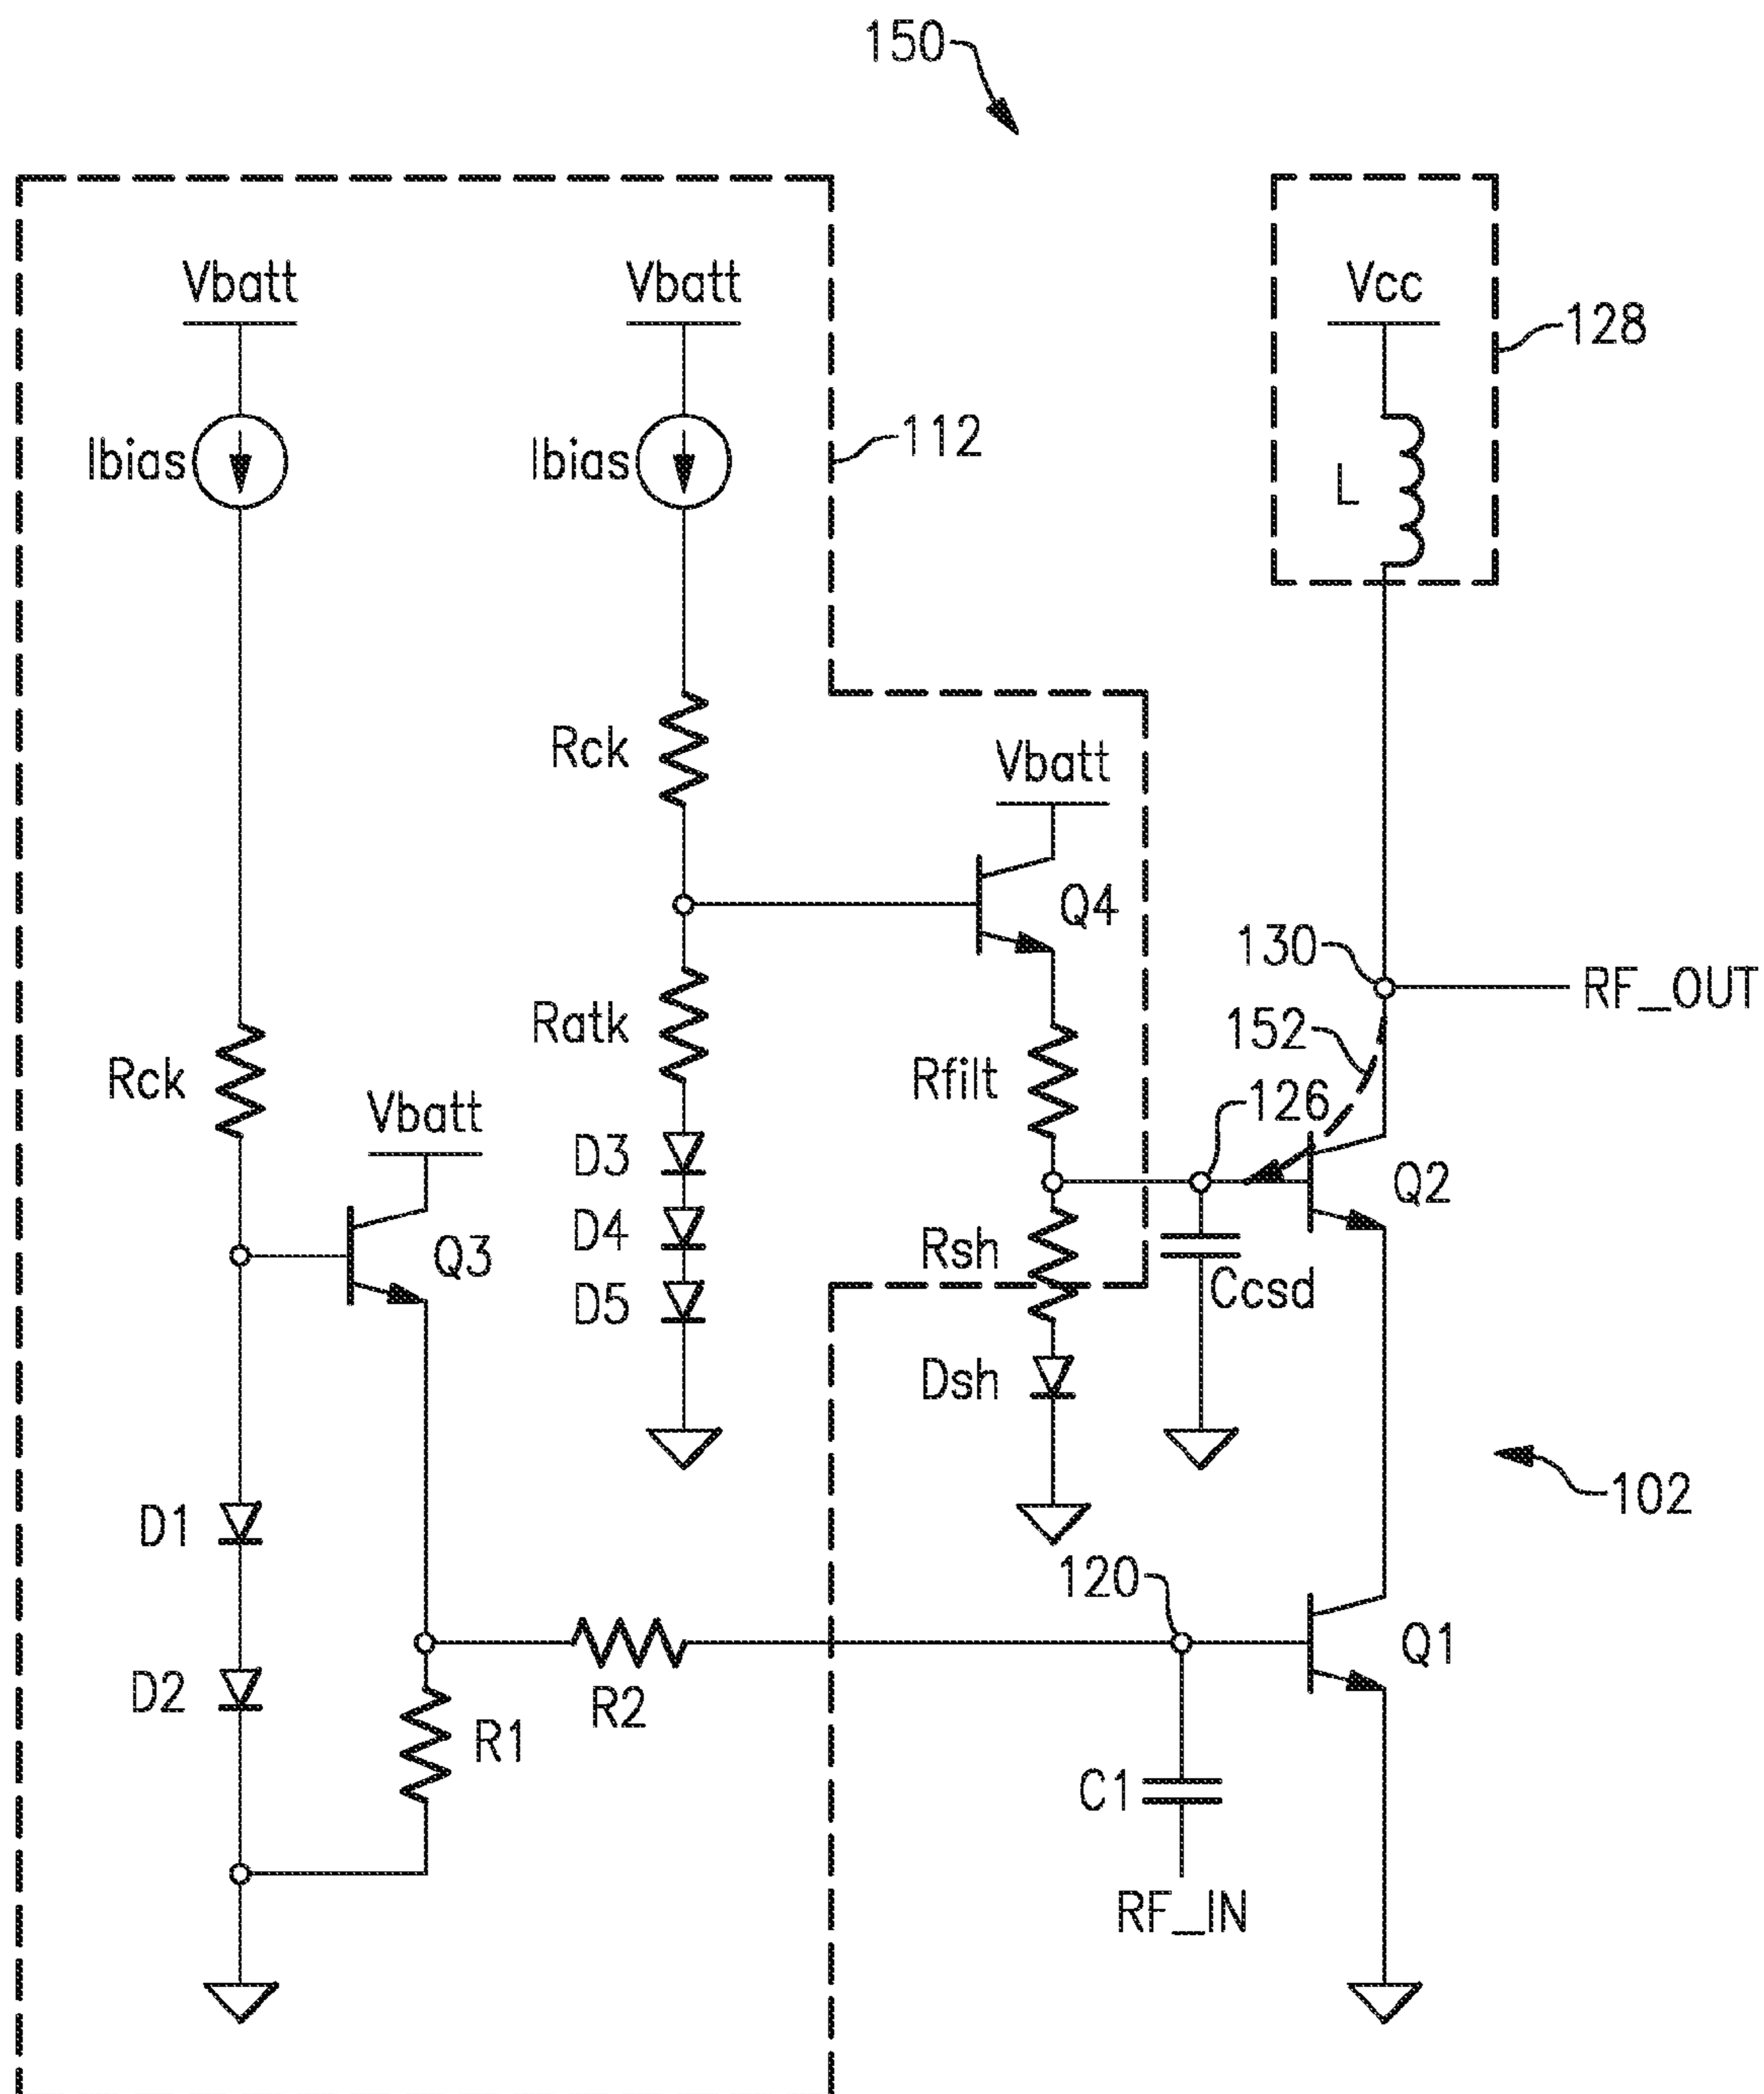 150
Vbatt
Vbatt
Vcc
128
Ibias
Ibias
112
L
Rck
Vbatt
Q4
130
RF_OUT
Ratk
152
Rfilt
Rck
Vbatt
126
D3
Q2
D4
Q3
Rsh
D5
Ccsd
Dsh
D1
102
120
Q1
D2
R2
R1
C1
RF_IN